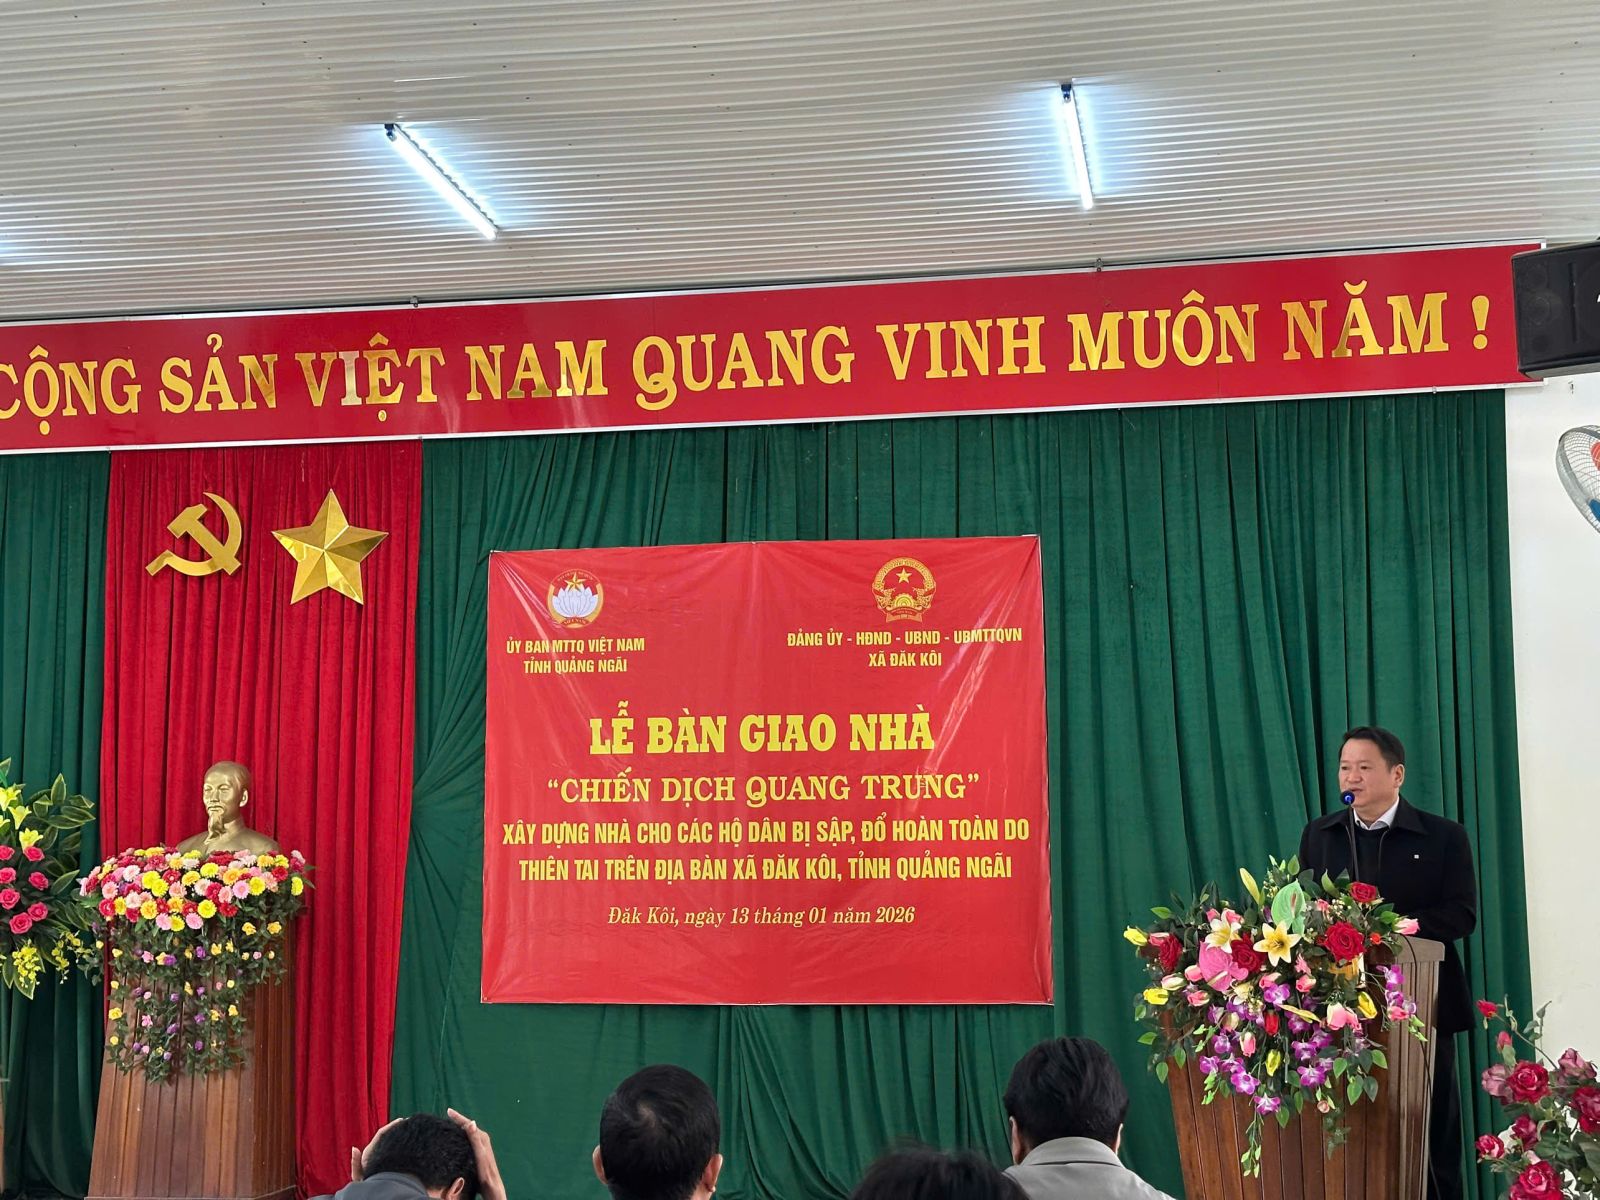 CỘNG SẢN VIỆT NAM QUANG VINH MUÔN NĂM !
ỦY BAN MTTQ VIỆT NAM
TỈNH QUẢNG NGÃI
ĐẢNG ỦY - HĐND - UBND - UBMTTQVN
XÃ ĐĂK KÔI
LỄ BÀN GIAO NHÀ
“CHIẾN DỊCH QUANG TRUNG”
XÂY DỰNG NHÀ CHO CÁC HỘ DÂN BỊ SẬP, ĐỔ HOÀN TOÀN DO
THIÊN TAI TRÊN ĐỊA BÀN XÃ ĐĂK KÔI, TỈNH QUẢNG NGÃI
Đăk Kôi, ngày 13 tháng 01 năm 2026